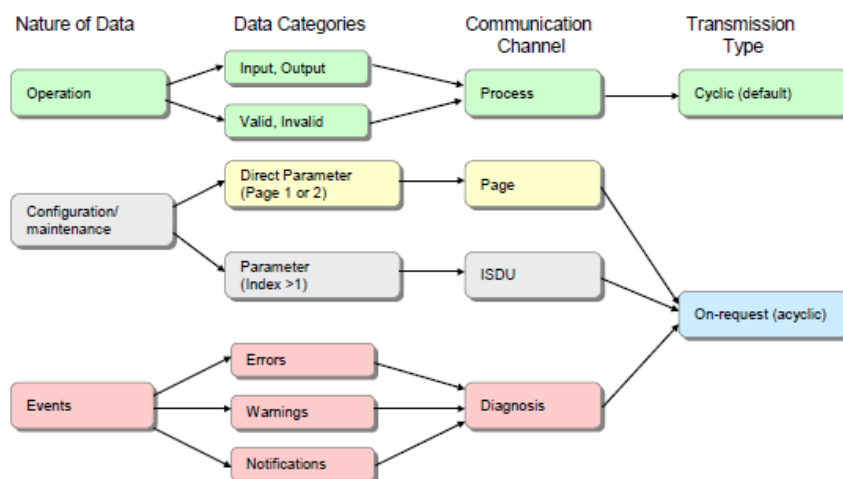 Nature of Data
Data Categories
Communication
Channel
Transmission
Type
Operation
Input, Output
Valid, Invalid
Process
Cyclic (default)
Configuration/
maintenance
Direct Parameter
(Page 1 or 2)
Page
Parameter
(Index >1)
ISDU
On-request (acyclic)
Events
Errors
Warnings
Notifications
Diagnosis